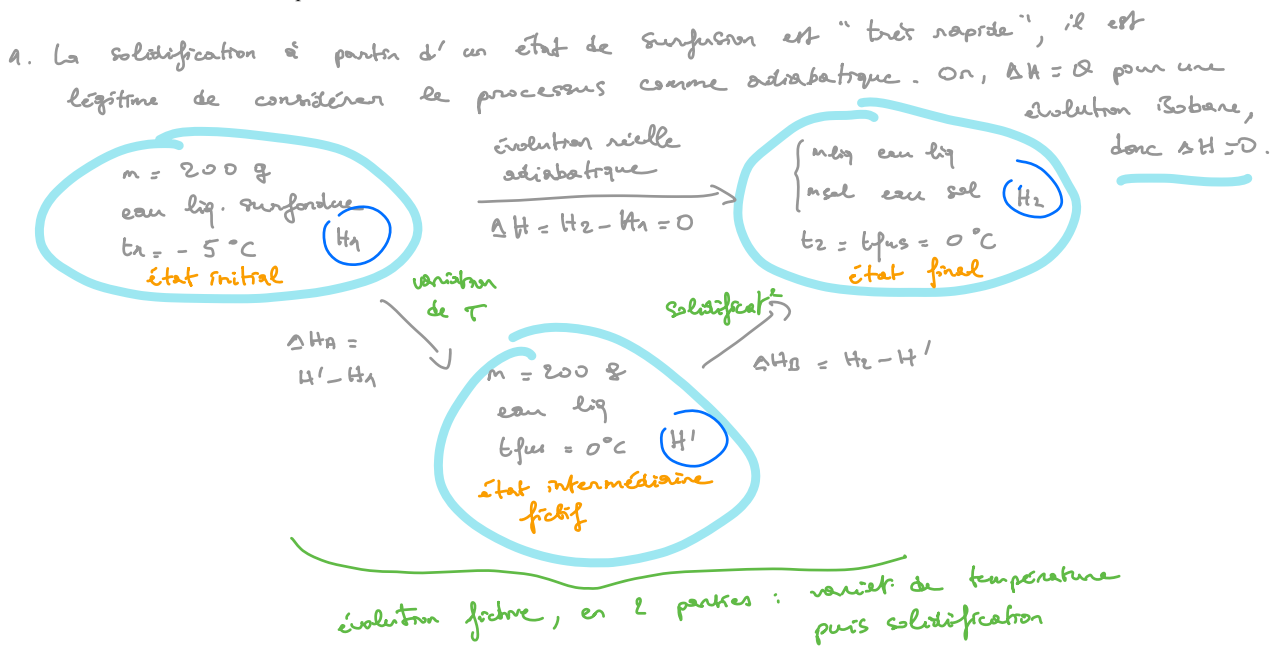 1. La solidification à partir d'un état de surfusion est "très rapide", il est
légitime de considérer le processus comme adiabatique. Or, ΔH = Q pour une
évolution isobare,
donc ΔH = 0.
m = 200 g
eau liq. surfondue
t1 = - 5 °C
H1
état initial
évolution réelle
adiabatique
ΔH = H2 - H1 = 0
mliq eau liq
msol eau sol
H2
t2 = tfus = 0 °C
état final
variation
de T
solidificat°
ΔHA =
H' - H1
ΔHB = H2 - H'
m = 200 g
eau liq
tfus = 0°C
H'
état intermédiaire
fictif
évolution fictive, en 2 parties : variat° de température
puis solidification